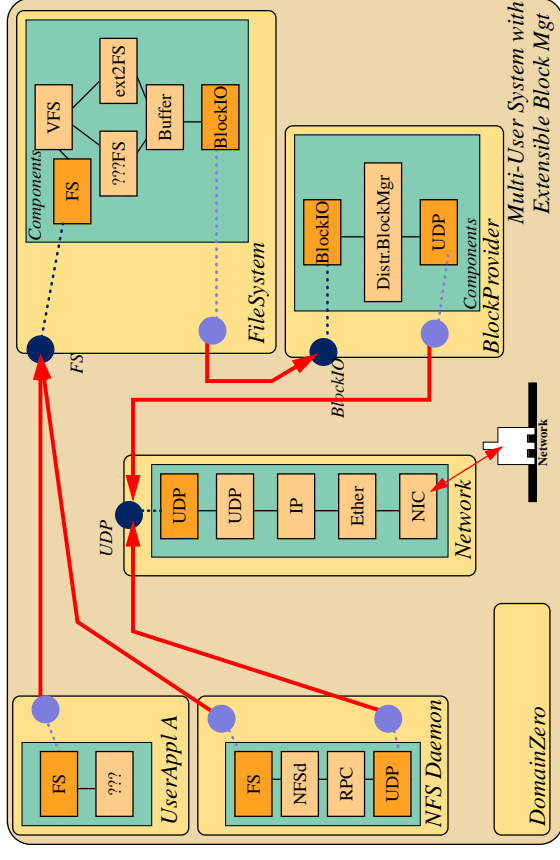 Multi-User System with
Extensible Block Mgt
UserAppl A
FS
???
NFS Daemon
FS
NFSd
RPC
UDP
DomainZero
UDP
Network
UDP
UDP
IP
Ether
NIC
Network
FS
FileSystem
Components
FS
VFS
???FS
ext2FS
Buffer
BlockIO
BlockIO
BlockProvider
BlockIO
Distr.BlockMgr
UDP
Components